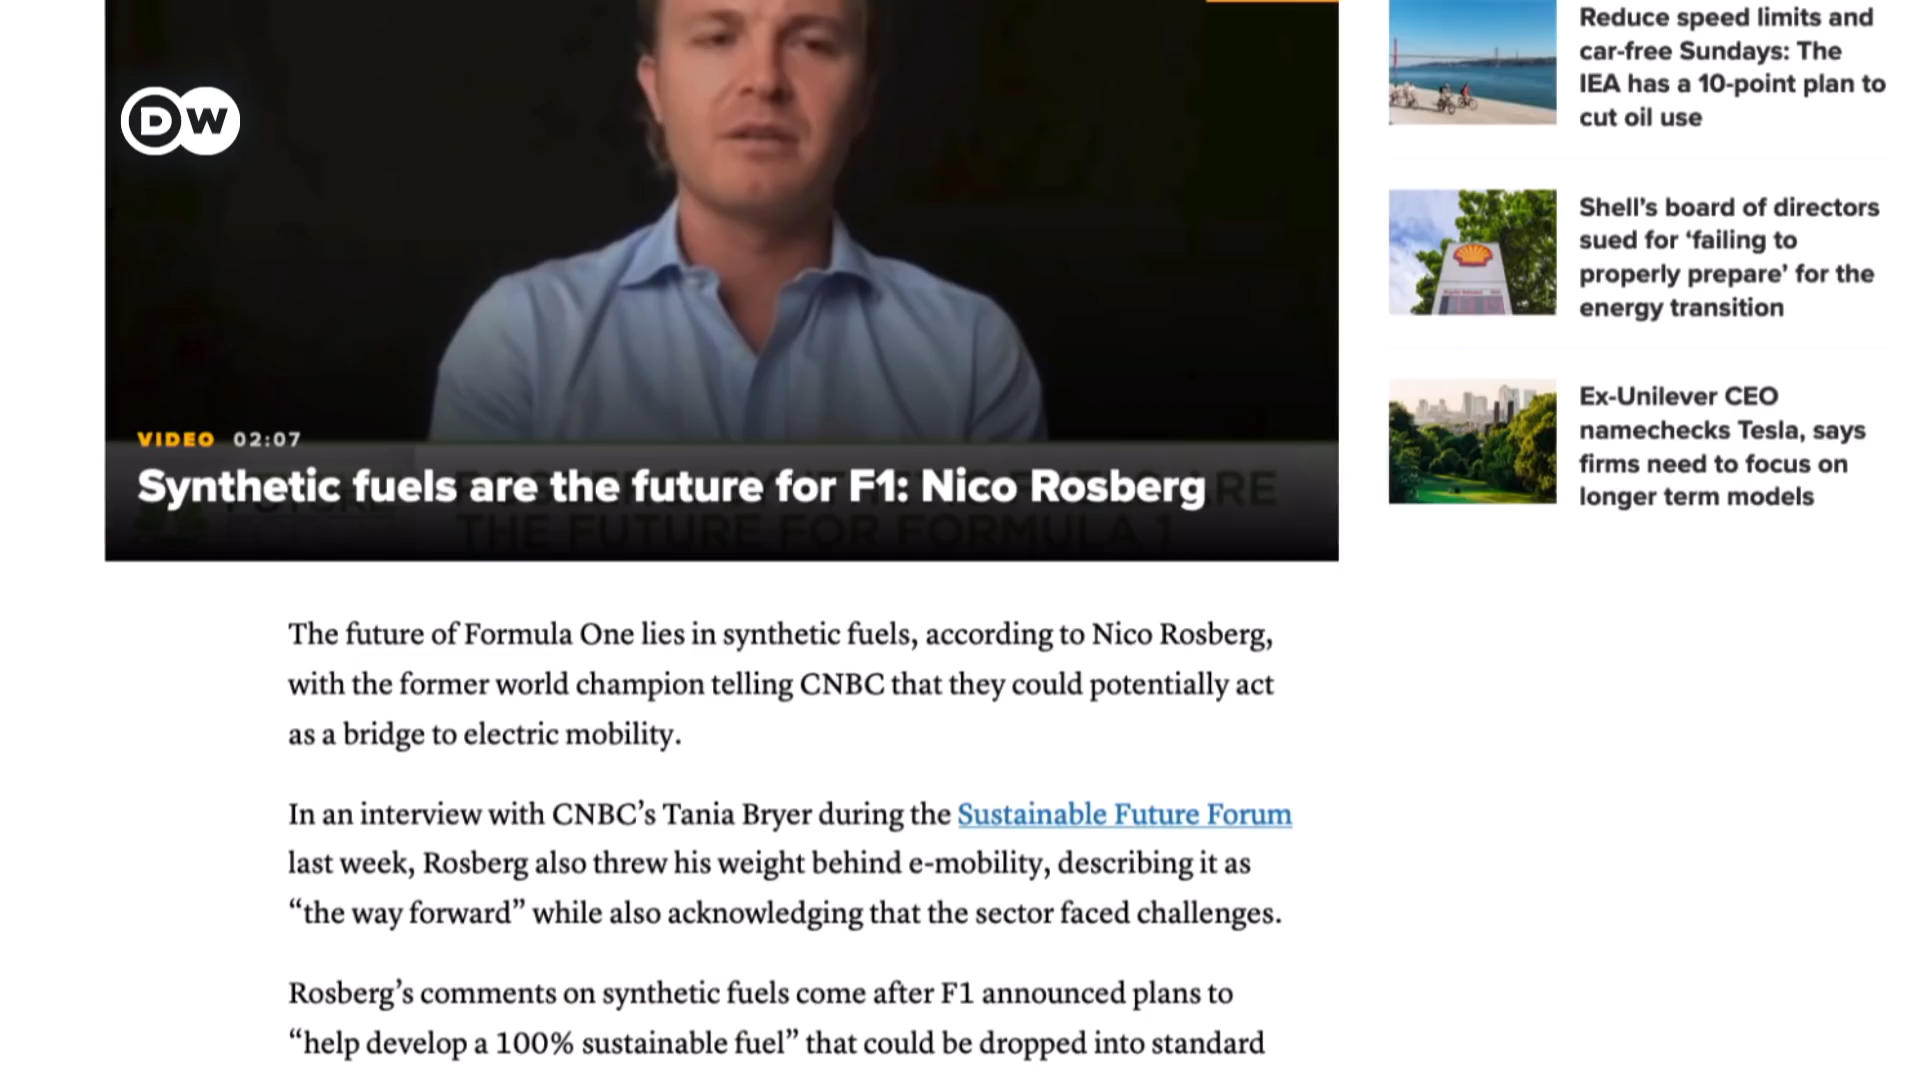 DW
VIDEO 02:07
Synthetic fuels are the future for F1: Nico Rosberg
RE
THE FUTURE FOR FORMULA 1
The future of Formula One lies in synthetic fuels, according to Nico Rosberg,
with the former world champion telling CNBC that they could potentially act
as a bridge to electric mobility.
In an interview with CNBC’s Tania Bryer during the Sustainable Future Forum
last week, Rosberg also threw his weight behind e-mobility, describing it as
“the way forward” while also acknowledging that the sector faced challenges.
Rosberg’s comments on synthetic fuels come after F1 announced plans to
“help develop a 100% sustainable fuel” that could be dropped into standard
Reduce speed limits and
car-free Sundays: The
IEA has a 10-point plan to
cut oil use
Shell’s board of directors
sued for ‘failing to
properly prepare’ for the
energy transition
Ex-Unilever CEO
namechecks Tesla, says
firms need to focus on
longer term models